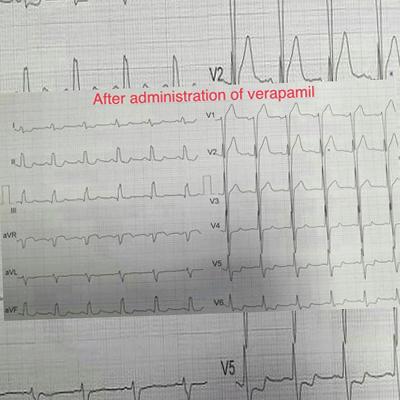 V2
After administration of verapamil
I
V1
II
V2
III
V3
aVR
V4
aVL
V5
aVF
V6
V5